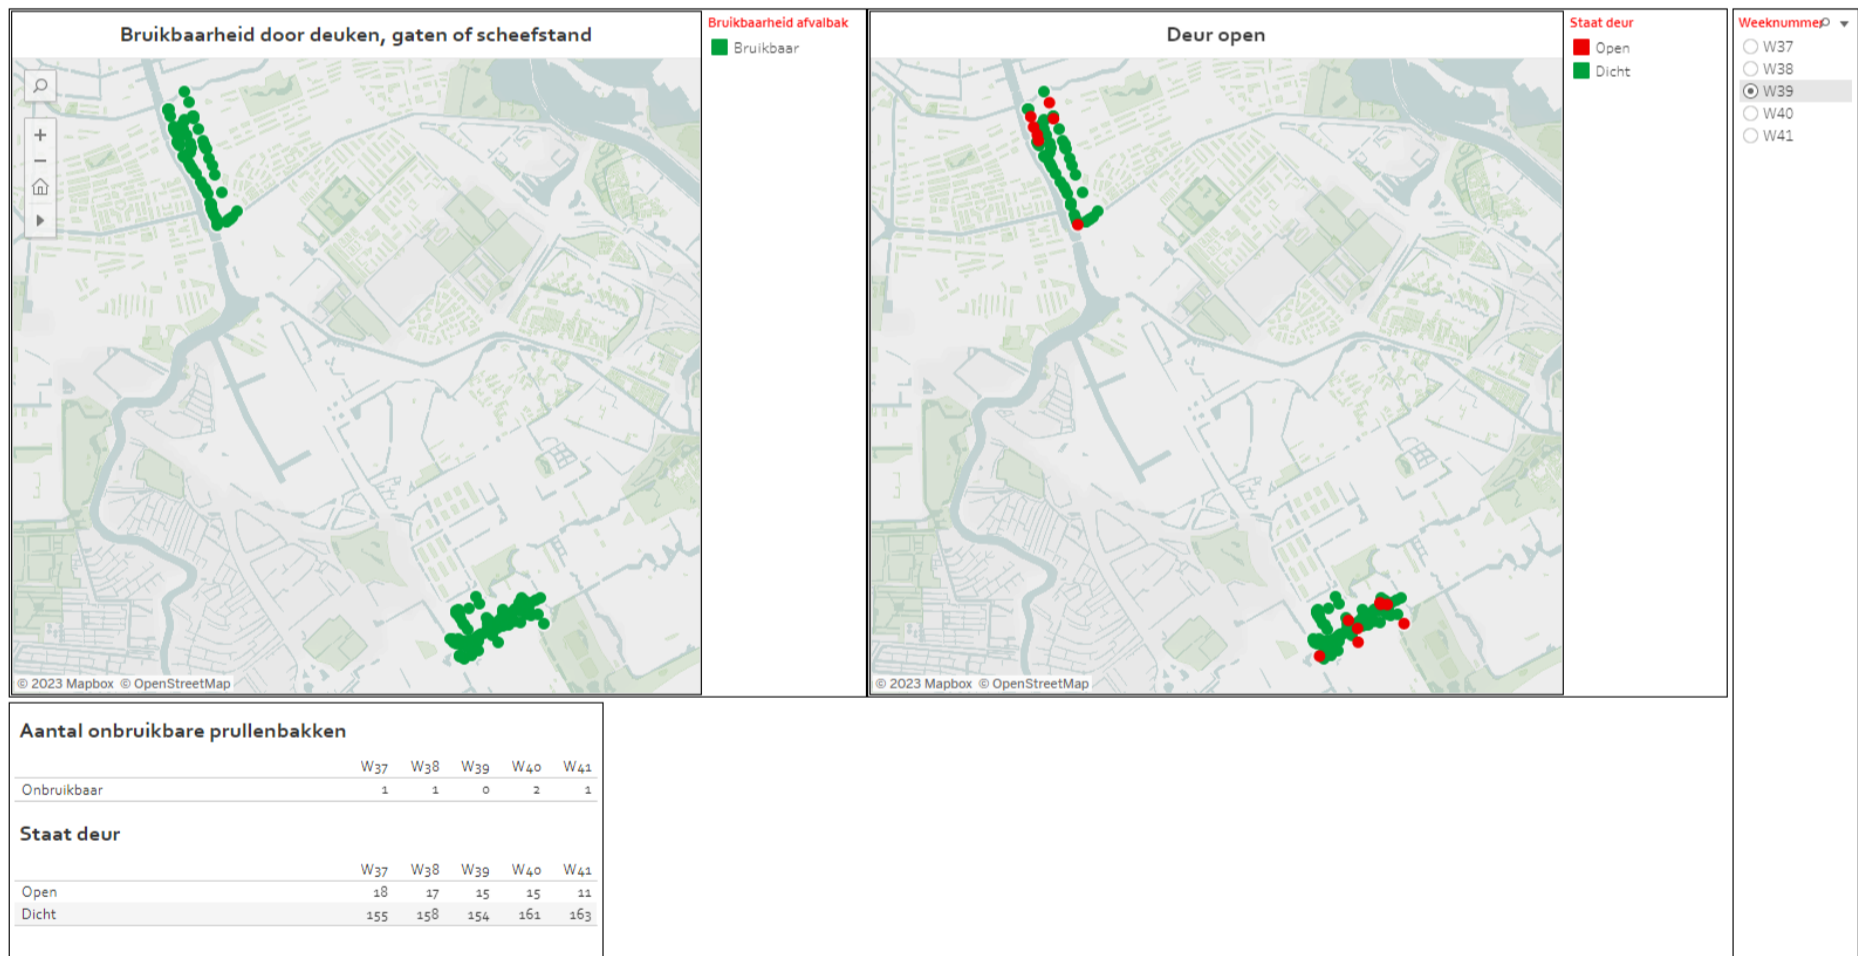 Bruikbaarheid door deuken, gaten of scheefstand
© 2023 Mapbox © OpenStreetMap
Bruikbaarheid afvalbak
Bruikbaar
Deur open
© 2023 Mapbox © OpenStreetMap
Staat deur
Open
Dicht
Weeknummer
W37
W38
W39
W40
W41
Aantal onbruikbare prullenbakken
W37 W38 W39 W40 W41
Onbruikbaar 1 1 0 2 1
Staat deur
W37 W38 W39 W40 W41
Open 18 17 15 15 11
Dicht 155 158 154 161 163